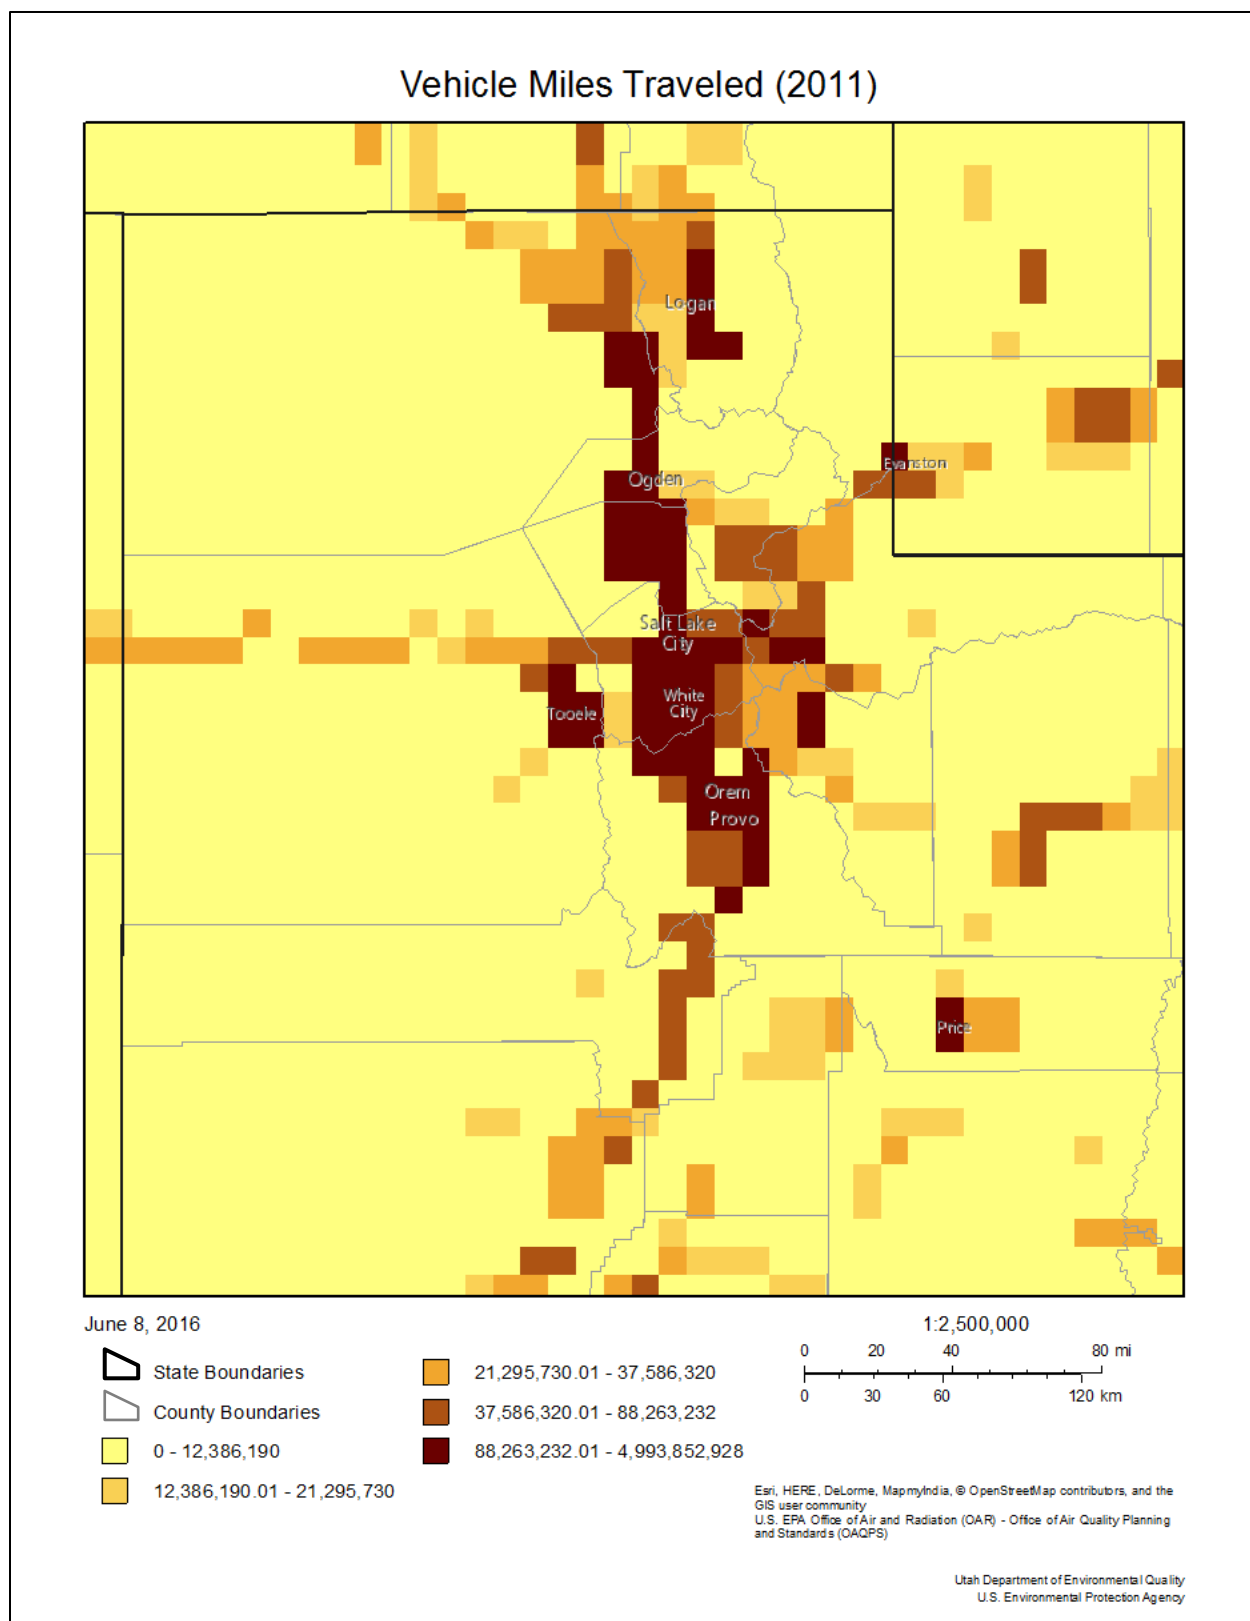 Vehicle Miles Traveled (2011)
Logan
Evanston
Ogden
Salt Lake
City
White
City
Tooele
Orem
Provo
Price
June 8, 2016
1:2,500,000
0 20 40 80 mi
0 30 60 120 km
State Boundaries
County Boundaries
0 - 12,386,190
12,386,190.01 - 21,295,730
21,295,730.01 - 37,586,320
37,586,320.01 - 88,263,232
88,263,232.01 - 4,993,852,928
Esri, HERE, DeLorme, MapmyIndia, © OpenStreetMap contributors, and the
GIS user community
U.S. EPA Office of Air and Radiation (OAR) - Office of Air Quality Planning
and Standards (OAQPS)
Utah Department of Environmental Quality
U.S. Environmental Protection Agency